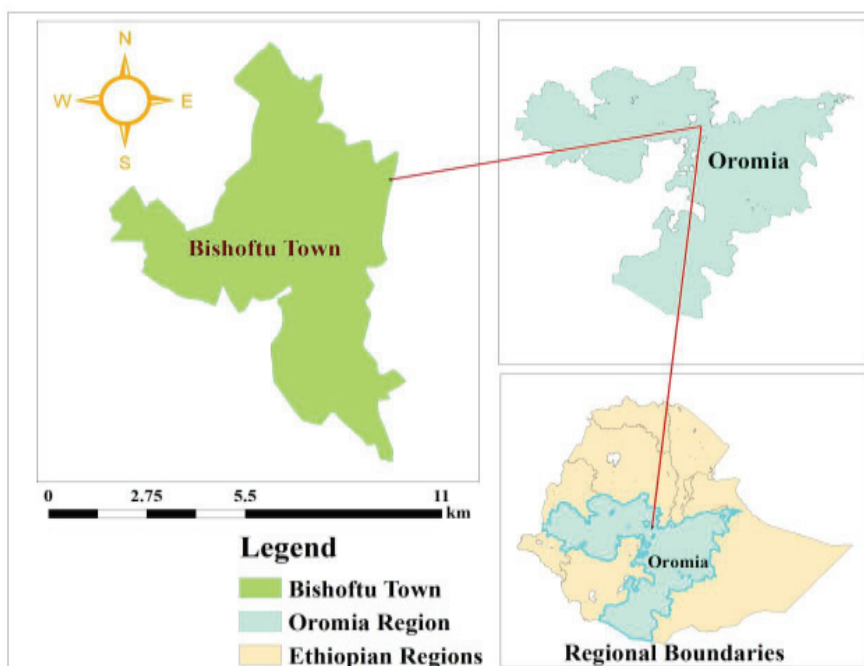 N
W
E
S
Bishoftu Town
Oromia
0
2.75
5.5
11
km
Oromia
Regional Boundaries
Legend
Bishoftu Town
Oromia Region
Ethiopian Regions